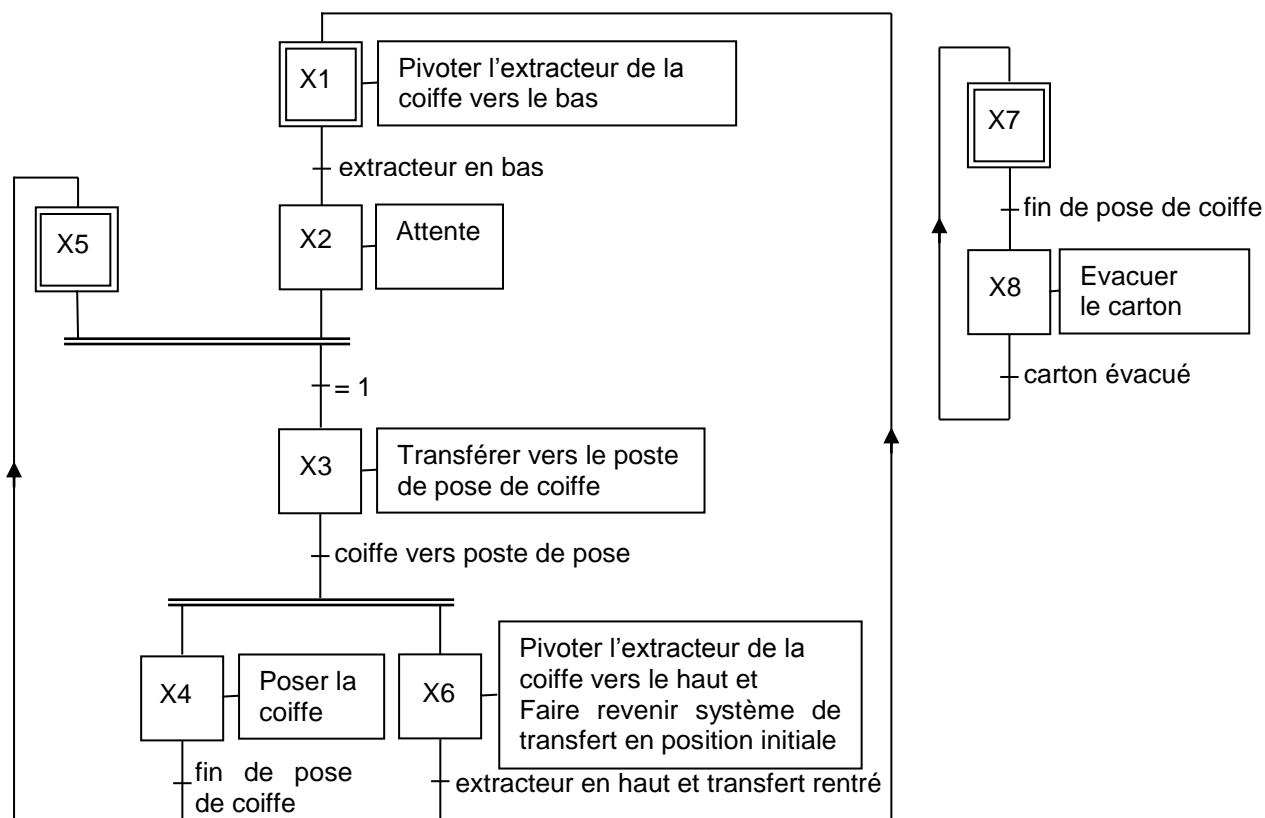 X1
Pivoter l'extracteur de la
coiffe vers le bas
extracteur en bas
X5
X2
Attente
= 1
X3
Transférer vers le poste
de pose de coiffe
coiffe vers poste de pose
X4
Poser la
coiffe
fin de pose
de coiffe
X6
Pivoter l'extracteur de la
coiffe vers le haut et
Faire revenir système de
transfert en position initiale
extracteur en haut et transfert rentré
X7
fin de pose de coiffe
X8
Evacuer
le carton
carton évacué